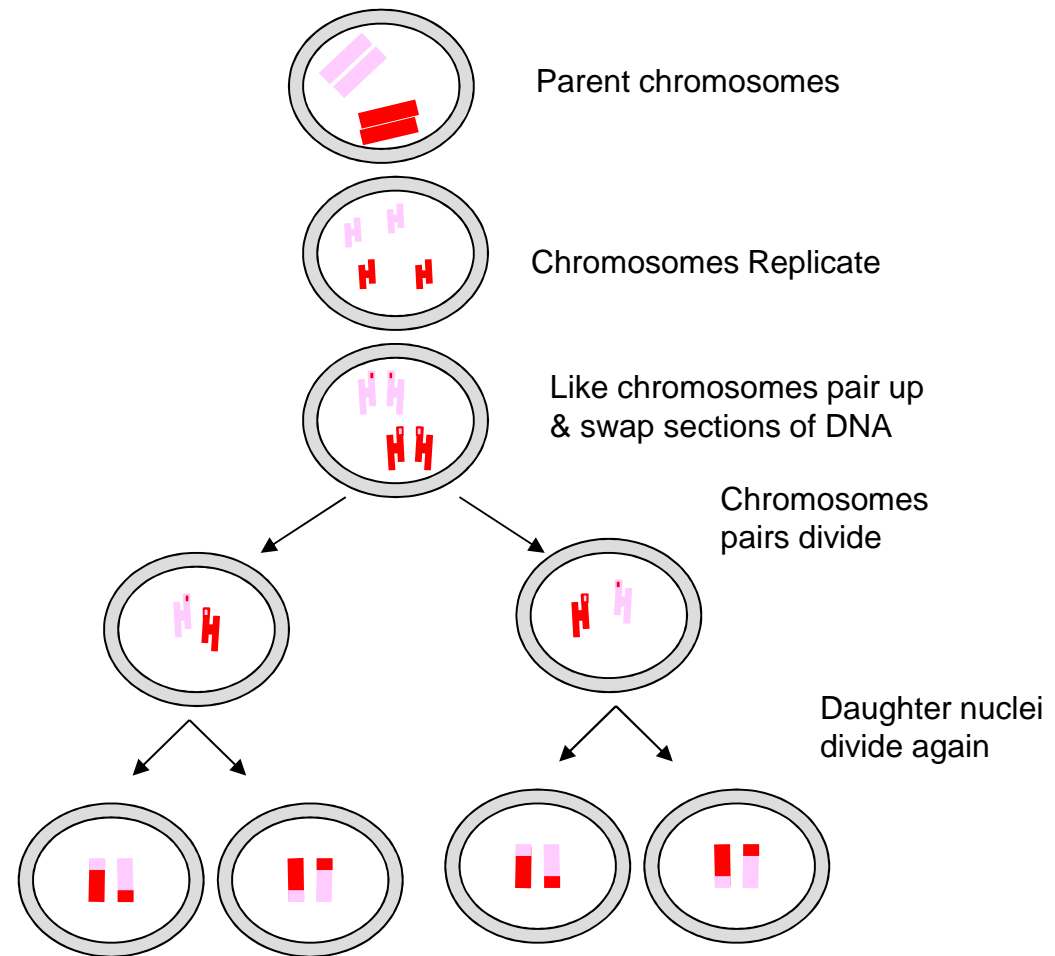 Parent chromosomes
Chromosomes Replicate
Like chromosomes pair up
& swap sections of DNA
Chromosomes
pairs divide
Daughter nuclei
divide again